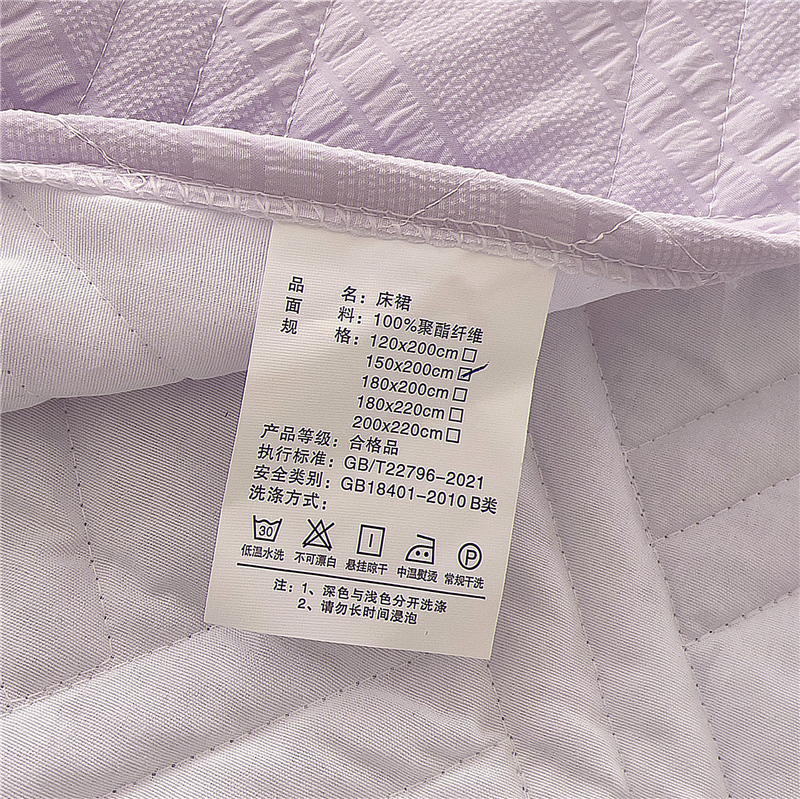 品 名：床裙
面 料：100%聚酯纤维
规 格：120x200cm□
150x200cm☑
180x200cm□
180x220cm□
200x220cm□
产品等级：合格品
执行标准：GB/T22796-2021
安全类别：GB18401-2010 B类
洗涤方式：
30 P
低温水洗 不可漂白 悬挂晾干 中温熨烫 常规干洗
注：1、深色与浅色分开洗涤
2、请勿长时间浸泡